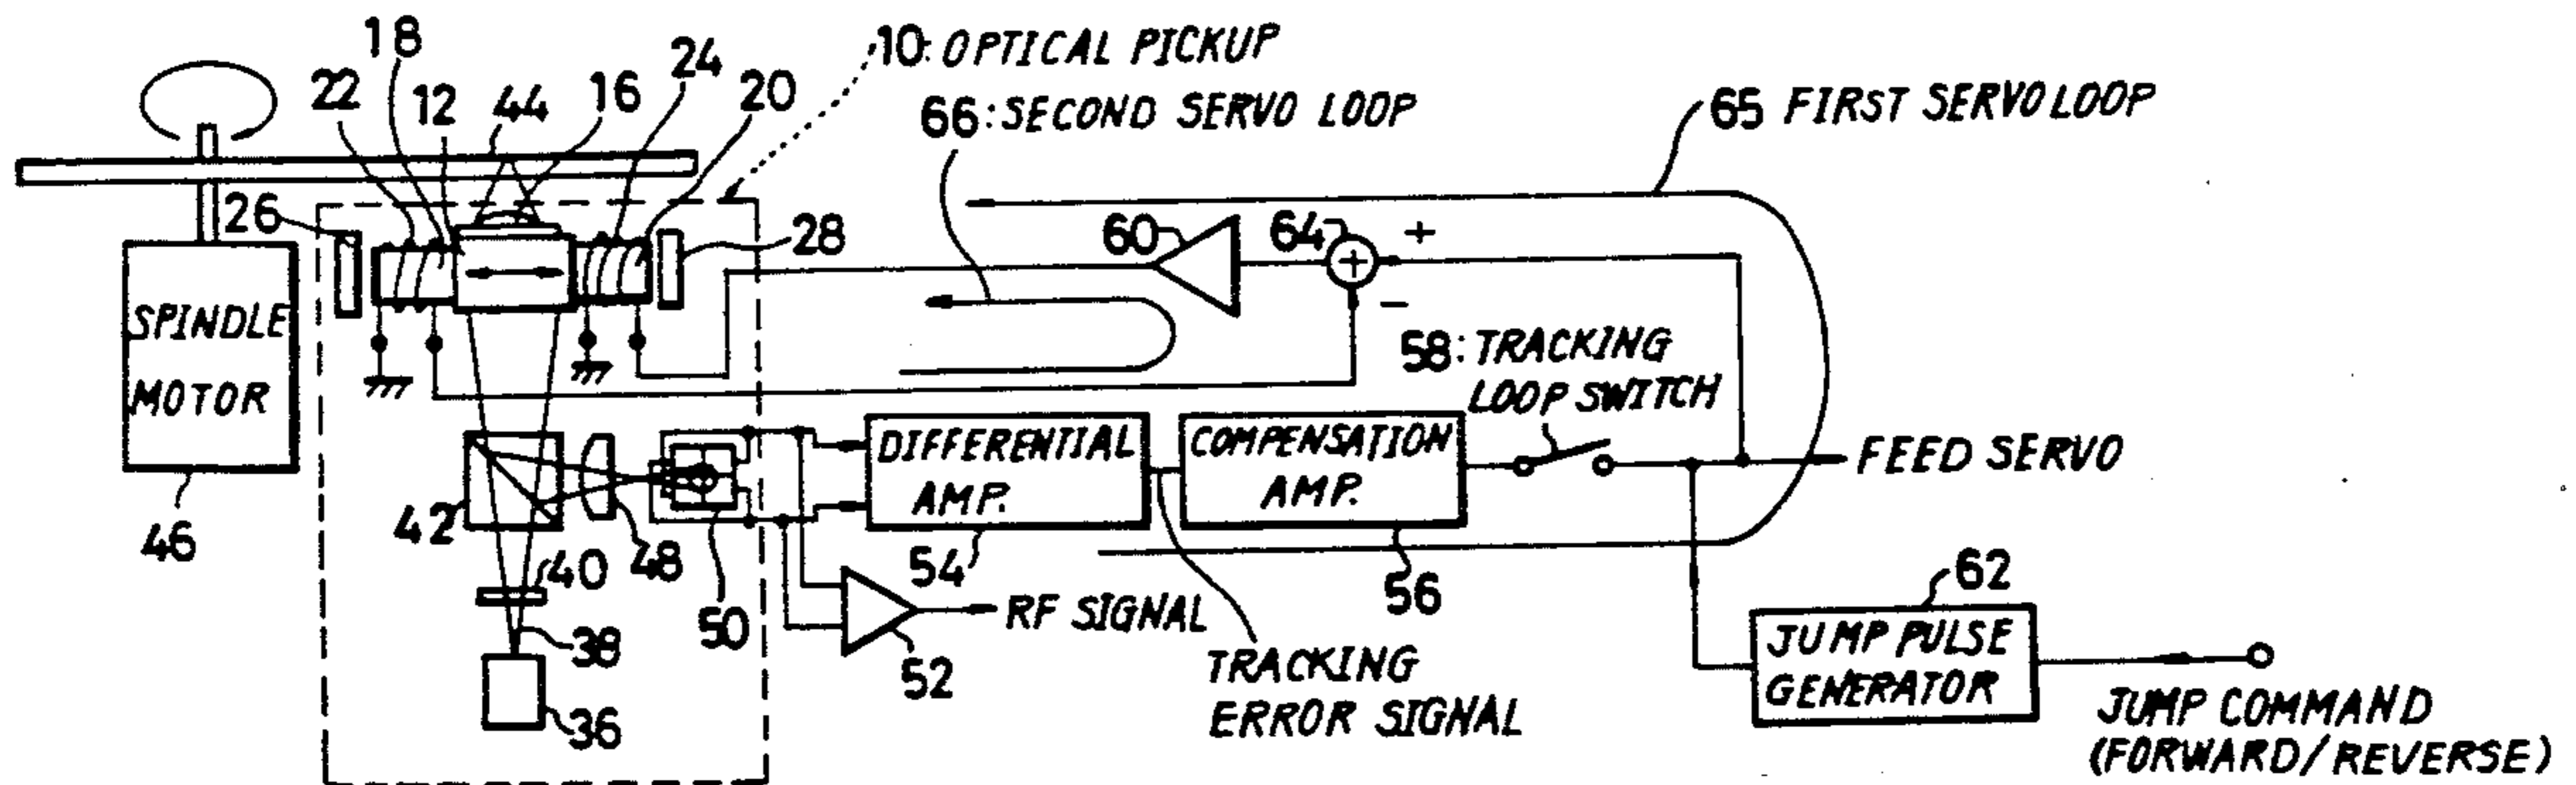 10: OPTICAL PICKUP
18
22
12
44
16
24
20
66: SECOND SERVO LOOP
65 FIRST SERVO LOOP
26
28
60
64
+
+
−
SPINDLE
MOTOR
46
58: TRACKING
LOOP SWITCH
DIFFERENTIAL
AMP.
54
COMPENSATION
AMP.
56
FEED SERVO
42
48
50
40
38
36
52
RF SIGNAL
TRACKING
ERROR SIGNAL
62
JUMP PULSE
GENERATOR
JUMP COMMAND
(FORWARD/REVERSE)